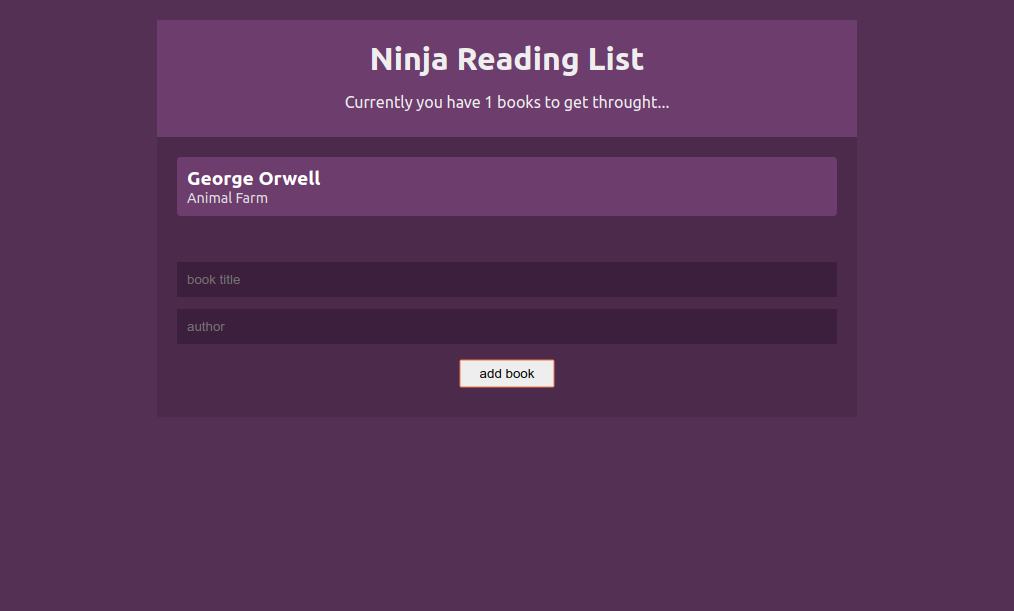 Ninja Reading List
Currently you have 1 books to get throught...
George Orwell
Animal Farm
book title
author
add book